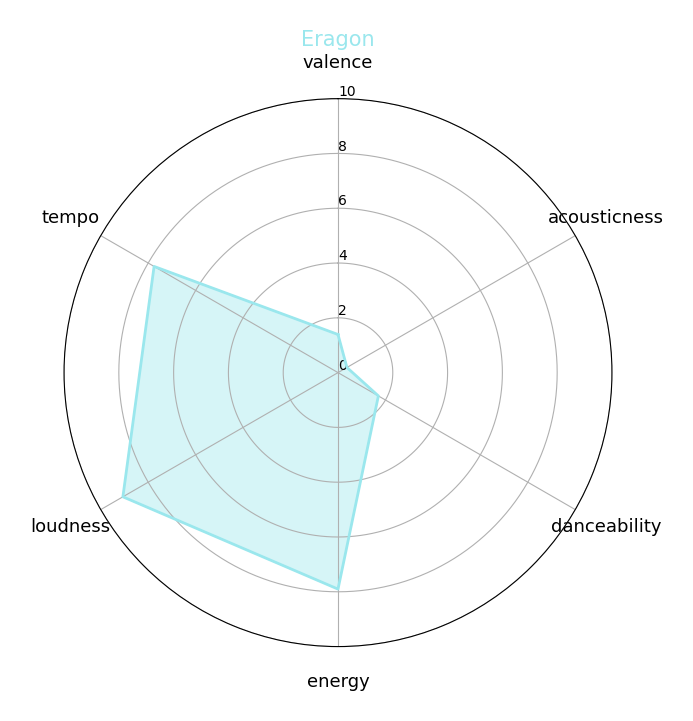 Eragon
valence
10
8
tempo
acousticness
6
4
2
0
loudness
danceability
energy